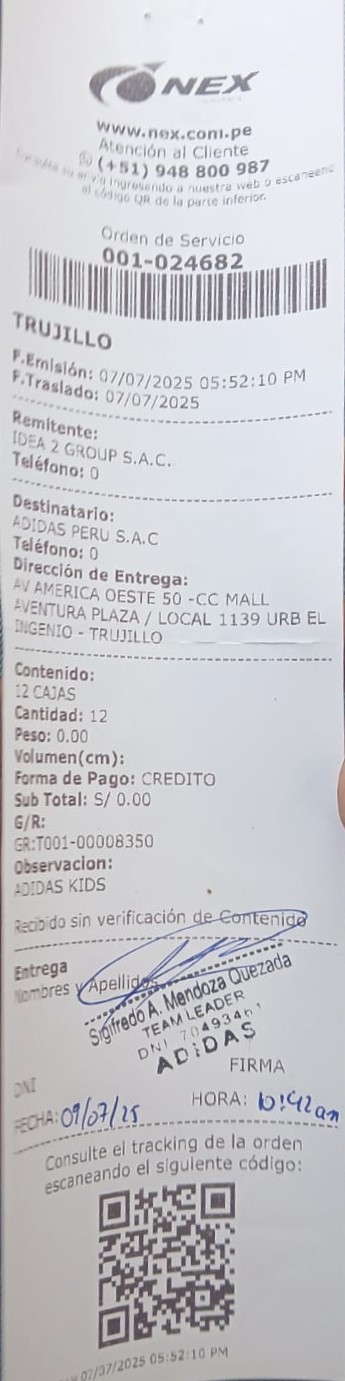 NEX
www.nex.com.pe
Atención al Cliente
(+51) 948 800 987
Consulte su envío ingresando a nuestra web o escaneando
el código QR de la parte inferior.
Orden de Servicio
001-024682
TRUJILLO
F.Emisión: 07/07/2025 05:52:10 PM
F.Traslado: 07/07/2025
Remitente:
IDEA 2 GROUP S.A.C.
Teléfono: 0
Destinatario:
ADIDAS PERU S.A.C
Teléfono: 0
Dirección de Entrega:
AV AMERICA OESTE 50 -CC MALL
AVENTURA PLAZA / LOCAL 1139 URB EL
INGENIO - TRUJILLO
Contenido:
12 CAJAS
Cantidad: 12
Peso: 0.00
Volumen(cm):
Forma de Pago: CREDITO
Sub Total: S/ 0.00
G/R:
GR:T001-00008350
Observacion:
ADIDAS KIDS
Recibido sin verificación de Contenido
Entrega
Nombres y Apellidos
Sigifredo A. Mendoza Quezada
TEAM LEADER
DNI
ADIDAS
FIRMA
DNI
FECHA: 09/07/25 HORA: 10:42 am
Consulte el tracking de la orden
escaneando el siguiente código:
07/07/2025 05:52:10 PM